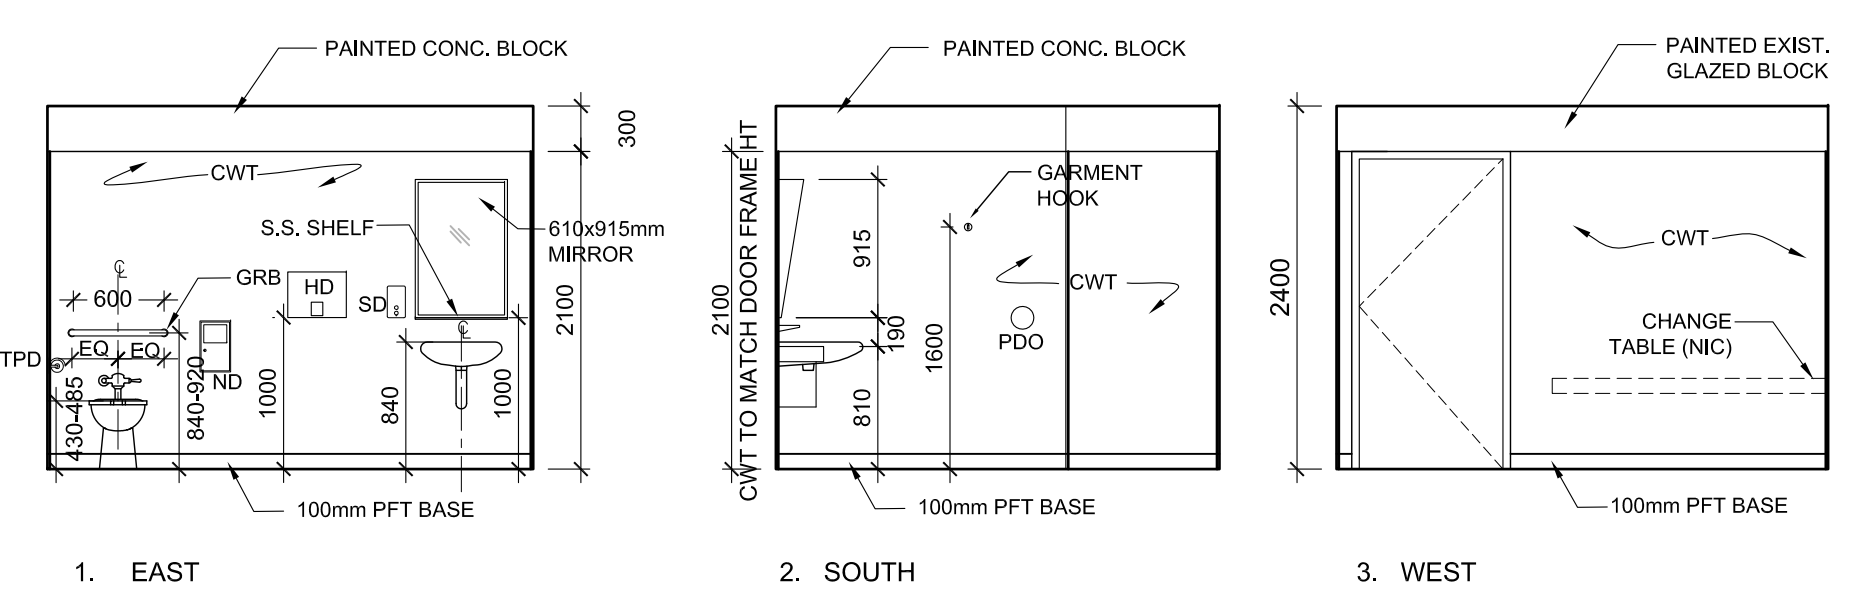 PAINTED CONC. BLOCK
300
CWT
S.S. SHELF
610x915mm
MIRROR
℄
GRB
HD
SD
600
2100
℄
TPD
EQ
EQ
ND
430-485
840-920
1000
840
1000
100mm PFT BASE
1. EAST
PAINTED CONC. BLOCK
CWT TO MATCH DOOR FRAME HT
2100
GARMENT
HOOK
915
CWT
190
1600
PDO
810
100mm PFT BASE
2. SOUTH
PAINTED EXIST.
GLAZED BLOCK
2400
CWT
CHANGE
TABLE (NIC)
100mm PFT BASE
3. WEST